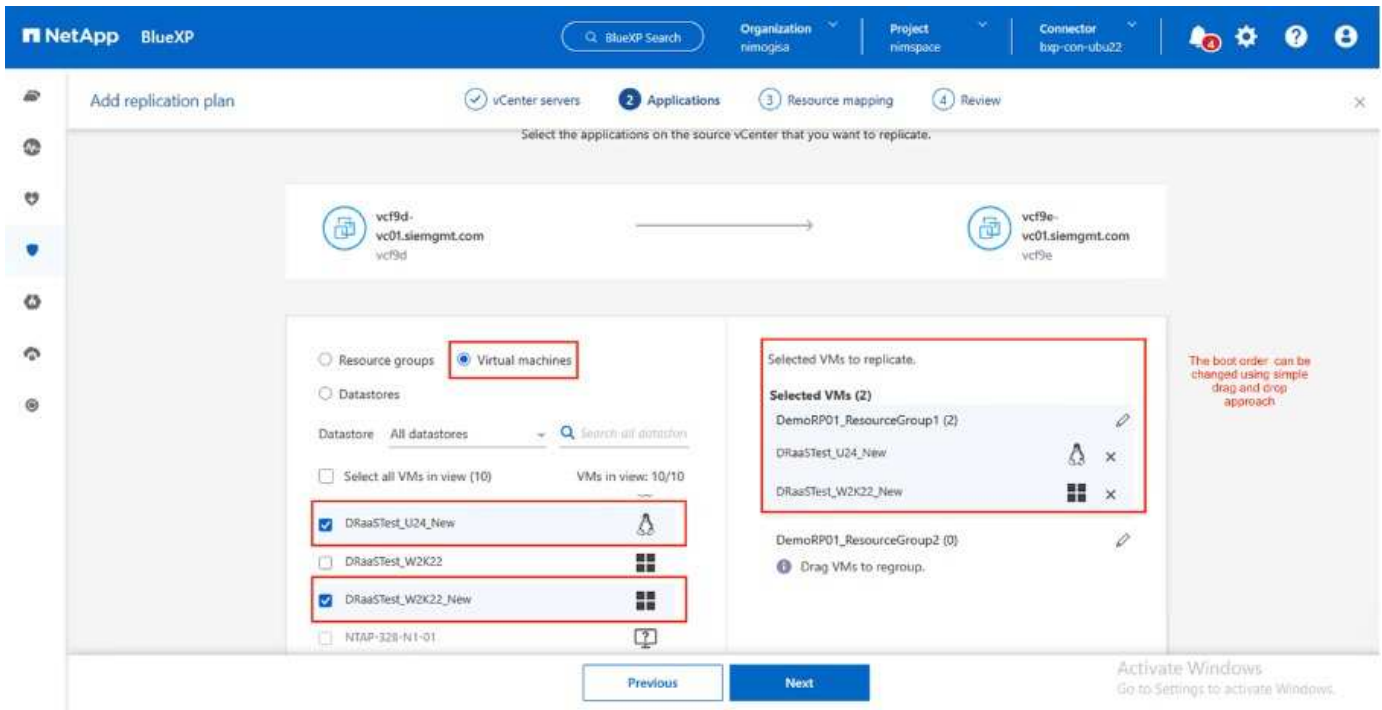 NetApp BlueXP
BlueXP Search
Organization
nimogisa
Project
nimspace
Connector
bxp-con-ubu22
4
Add replication plan
vCenter servers
2 Applications
3 Resource mapping
4 Review
Select the applications on the source vCenter that you want to replicate.
vcf9d-
vc01.siemgmt.com
vcf9d
vcf9e-
vc01.siemgmt.com
vcf9e
Resource groups
Virtual machines
Datastores
Datastore All datastores
Search all datastores
Select all VMs in view (10)
VMs in view: 10/10
DRaaSTest_U24_New
DRaaSTest_W2K22
DRaaSTest_W2K22_New
NTAP-328-N1-01
Selected VMs to replicate.
Selected VMs (2)
DemoRP01_ResourceGroup1 (2)
DRaaSTest_U24_New
DRaaSTest_W2K22_New
DemoRP01_ResourceGroup2 (0)
Drag VMs to regroup.
The boot order can be
changed using simple
drag and drop
approach
Previous
Next
Activate Windows
Go to Settings to activate Windows.